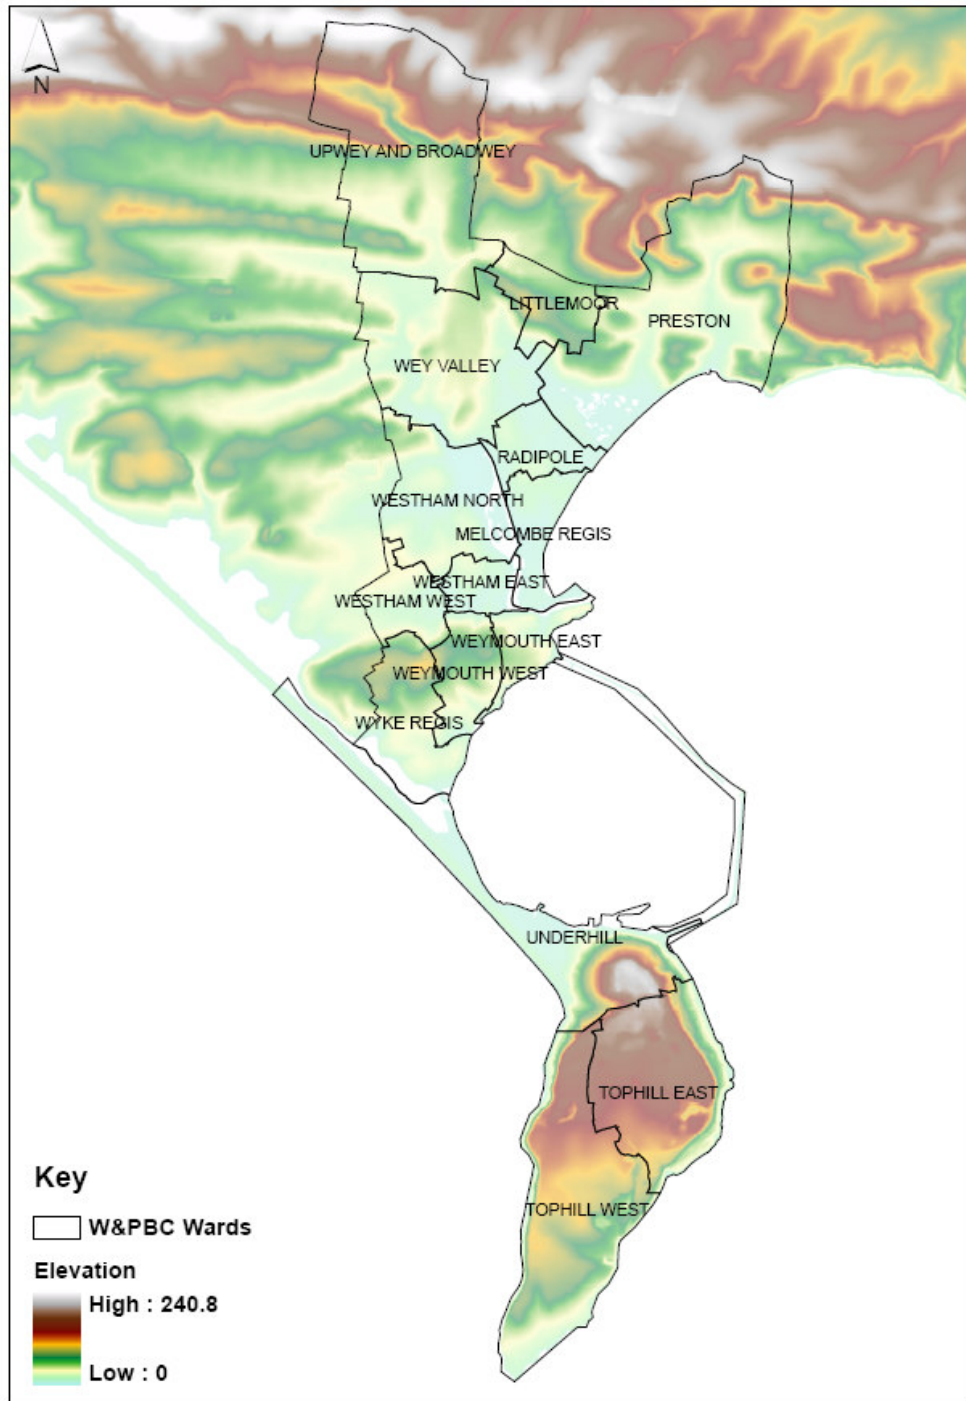 N
UPWEY AND BROADWEY
LITTLEMOOR
PRESTON
WEY VALLEY
RADIPOLE
WESTHAM NORTH
MELCOMBE REGIS
WESTHAM EAST
WESTHAM WEST
WEYMOUTH EAST
WEYMOUTH WEST
WYKE REGIS
UNDERHILL
TOPHILL EAST
TOPHILL WEST
Key
W&PBC Wards
Elevation
High : 240.8
Low : 0